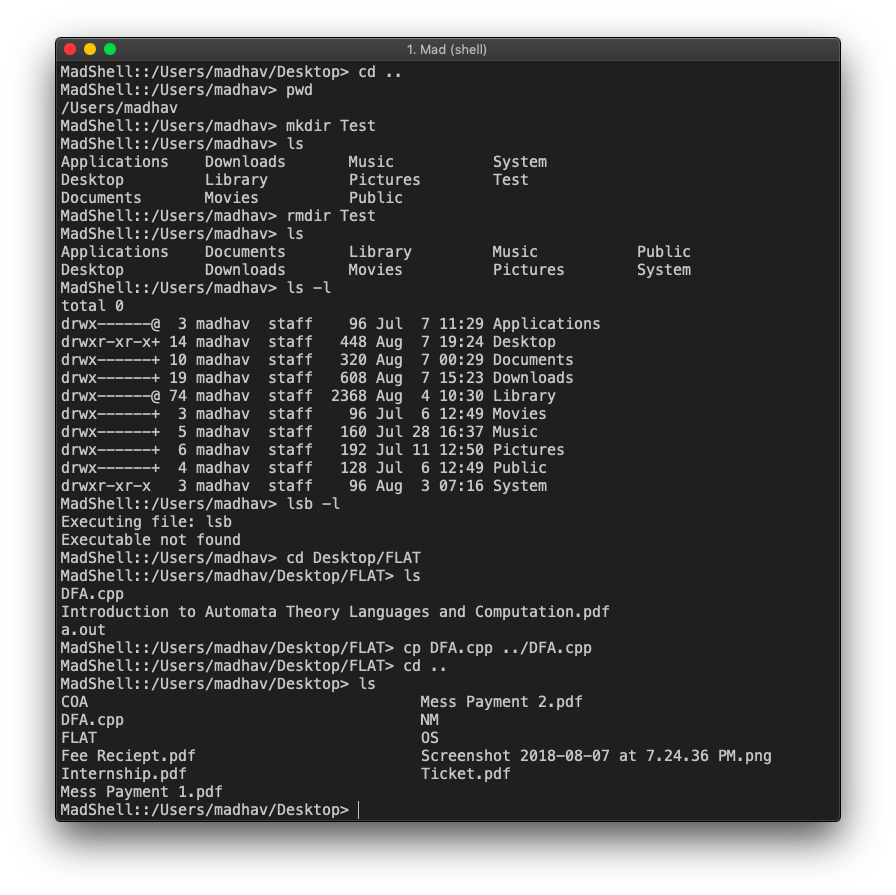 1. Mad (shell)
MadShell::/Users/madhav/Desktop> cd ..
MadShell::/Users/madhav> pwd
/Users/madhav
MadShell::/Users/madhav> mkdir Test
MadShell::/Users/madhav> ls
Applications    Downloads       Music           System
Desktop         Library         Pictures        Test
Documents       Movies          Public
MadShell::/Users/madhav> rmdir Test
MadShell::/Users/madhav> ls
Applications    Documents       Library         Music           Public
Desktop         Downloads       Movies          Pictures        System
MadShell::/Users/madhav> ls -l
total 0
drwx------@  3 madhav  staff    96 Jul  7 11:29 Applications
drwxr-xr-x+ 14 madhav  staff   448 Aug  7 19:24 Desktop
drwx------+ 10 madhav  staff   320 Aug  7 00:29 Documents
drwx------+ 19 madhav  staff   608 Aug  7 15:23 Downloads
drwx------@ 74 madhav  staff  2368 Aug  4 10:30 Library
drwx------+  3 madhav  staff    96 Jul  6 12:49 Movies
drwx------+  5 madhav  staff   160 Jul 28 16:37 Music
drwx------+  6 madhav  staff   192 Jul 11 12:50 Pictures
drwx------+  4 madhav  staff   128 Jul  6 12:49 Public
drwxr-xr-x   3 madhav  staff    96 Aug  3 07:16 System
MadShell::/Users/madhav> lsb -l
Executing file: lsb
Executable not found
MadShell::/Users/madhav> cd Desktop/FLAT
MadShell::/Users/madhav/Desktop/FLAT> ls
DFA.cpp
Introduction to Automata Theory Languages and Computation.pdf
a.out
MadShell::/Users/madhav/Desktop/FLAT> cp DFA.cpp ../DFA.cpp
MadShell::/Users/madhav/Desktop/FLAT> cd ..
MadShell::/Users/madhav/Desktop> ls
COA                                     Mess Payment 2.pdf
DFA.cpp                                 NM
FLAT                                    OS
Fee Reciept.pdf                         Screenshot 2018-08-07 at 7.24.36 PM.png
Internship.pdf                          Ticket.pdf
Mess Payment 1.pdf
MadShell::/Users/madhav/Desktop>